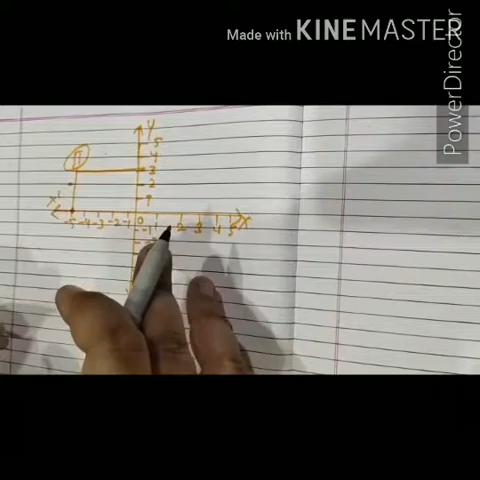 Made with KINEMASTER
PowerDirector
Y
5
4
II
3
2
1
X'
-5 -4 -3 -2 -1 0 2 3 4 5 X
-1